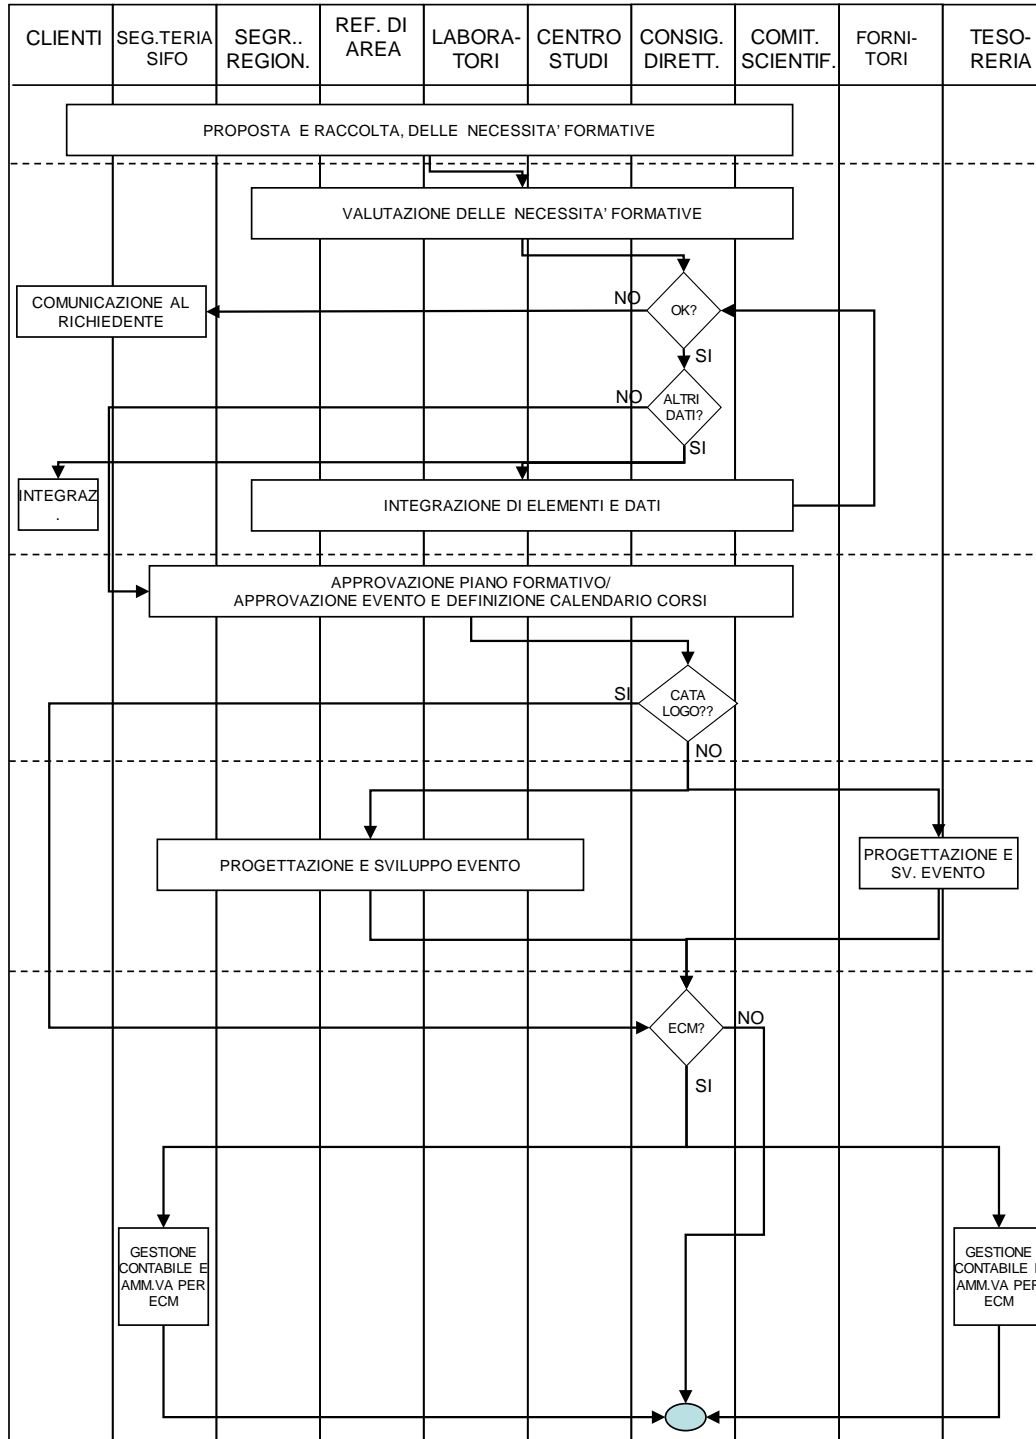 CLIENTI
SEG.TERIA
SIFO
SEGR..
REGION.
REF. DI
AREA
LABORA-
TORI
CENTRO
STUDI
CONSIG.
DIRETT.
COMIT.
SCIENTIF.
FORNI-
TORI
TESO-
RERIA
PROPOSTA E RACCOLTA, DELLE NECESSITA' FORMATIVE
VALUTAZIONE DELLE NECESSITA' FORMATIVE
COMUNICAZIONE AL
RICHIEDENTE
NO
OK?
SI
NO
ALTRI
DATI?
SI
INTEGRAZ
.
INTEGRAZIONE DI ELEMENTI E DATI
APPROVAZIONE PIANO FORMATIVO/
APPROVAZIONE EVENTO E DEFINIZIONE CALENDARIO CORSI
SI
CATA
LOGO??
NO
PROGETTAZIONE E SVILUPPO EVENTO
PROGETTAZIONE E
SV. EVENTO
ECM?
NO
SI
GESTIONE
CONTABILE E
AMM.VA PER
ECM
GESTIONE
CONTABILE
AMM.VA PER
ECM